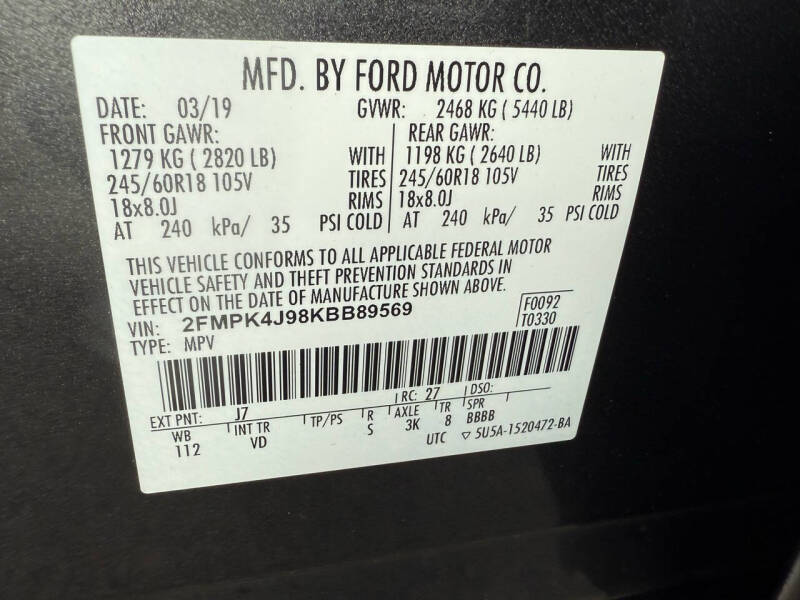 MFD. BY FORD MOTOR CO.
DATE: 03/19 GVWR: 2468 KG ( 5440 LB)
FRONT GAWR: REAR GAWR:
1279 KG ( 2820 LB) WITH 1198 KG ( 2640 LB) WITH
245/60R18 105V TIRES 245/60R18 105V TIRES
18x8.0J RIMS 18x8.0J RIMS
AT 240 kPa/ 35 PSI COLD AT 240 kPa/ 35 PSI COLD
THIS VEHICLE CONFORMS TO ALL APPLICABLE FEDERAL MOTOR
VEHICLE SAFETY AND THEFT PREVENTION STANDARDS IN
EFFECT ON THE DATE OF MANUFACTURE SHOWN ABOVE.
VIN: 2FMPK4J98KBB89569 F0092
TYPE: MPV T0330
EXT PNT: J7 RC: 27 DSO:
WB INT TR TP/PS R AXLE TR SPR
112 VD S 3K 8 BBBB
UTC ▽ 5U5A-1520472-BA